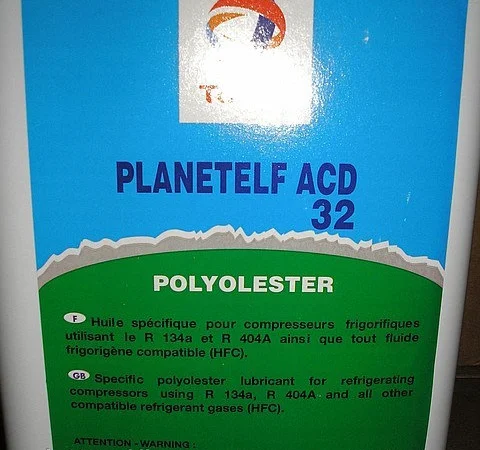 PLANETELF ACD
32
POLYOLESTER
F Huile spécifique pour compresseurs frigorifiques
utilisant le R 134a et R 404A ainsi que tout fluide
frigorigène compatible (HFC).
GB Specific polyolester lubricant for refrigerating
compressors using R 134a, R 404A and all other
compatible refrigerant gases (HFC).
ATTENTION - WARNING :